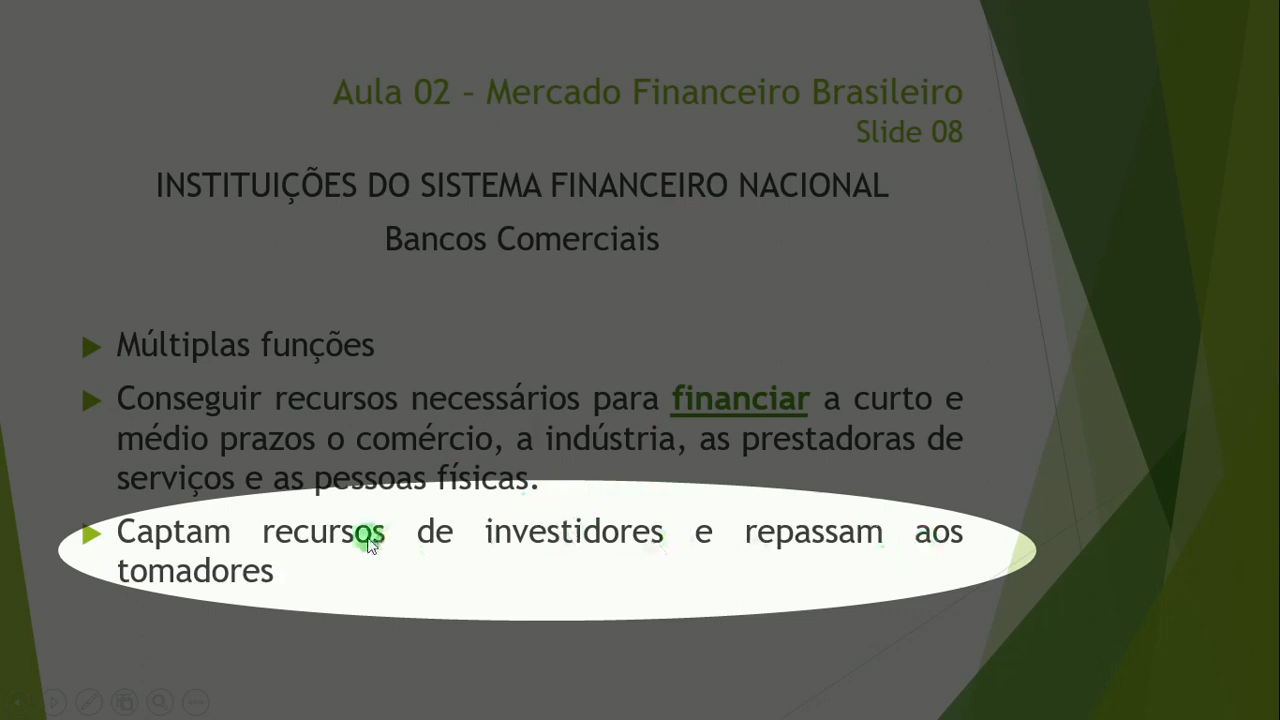 Aula 02 – Mercado Financeiro Brasileiro
Slide 08
INSTITUIÇÕES DO SISTEMA FINANCEIRO NACIONAL
Bancos Comerciais
Múltiplas funções
Conseguir recursos necessários para financiar a curto e
médio prazos o comércio, a indústria, as prestadoras de
serviços e as pessoas físicas.
Captam recursos de investidores e repassam aos
tomadores